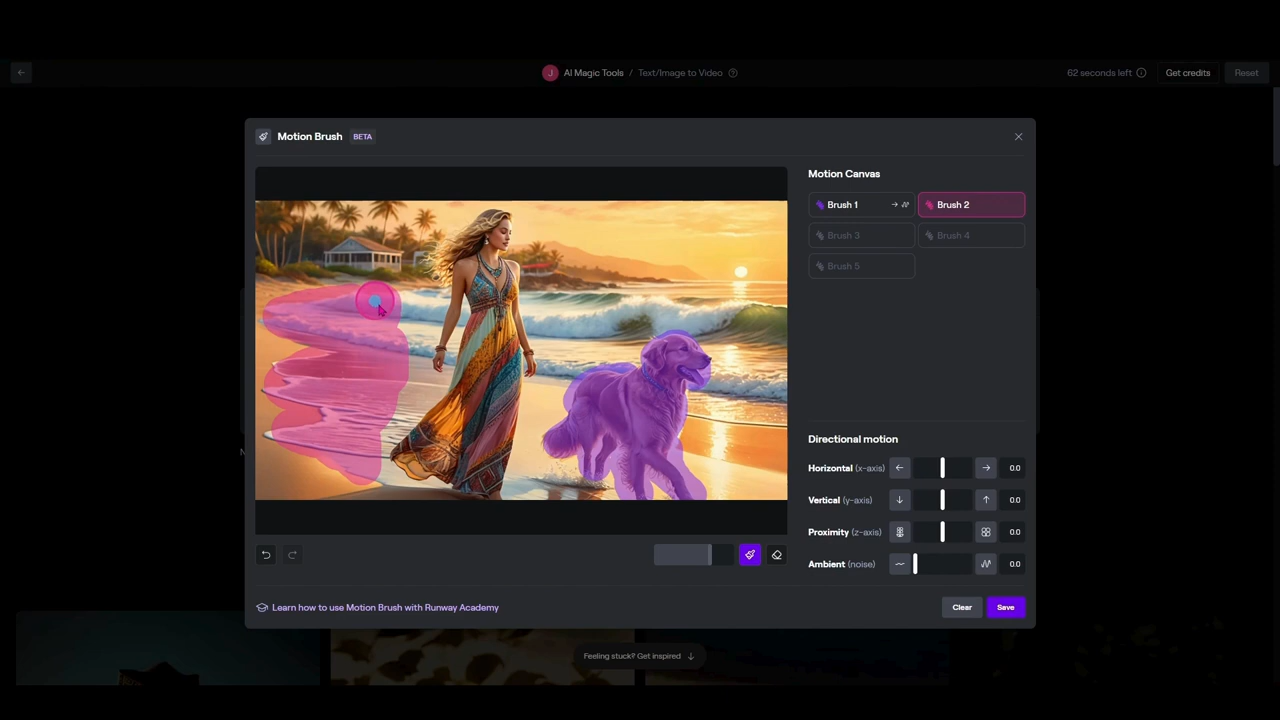 J AI Magic Tools / Text/Image to Video
62 seconds left
Get credits
Reset
Motion Brush BETA
Motion Canvas
Brush 1
Brush 2
Brush 3
Brush 4
Brush 5
Directional motion
Horizontal (x-axis) 0.0
Vertical (y-axis) 0.0
Proximity (z-axis) 0.0
Ambient (noise) 0.0
Learn how to use Motion Brush with Runway Academy
Clear
Save
Feeling stuck? Get inspired